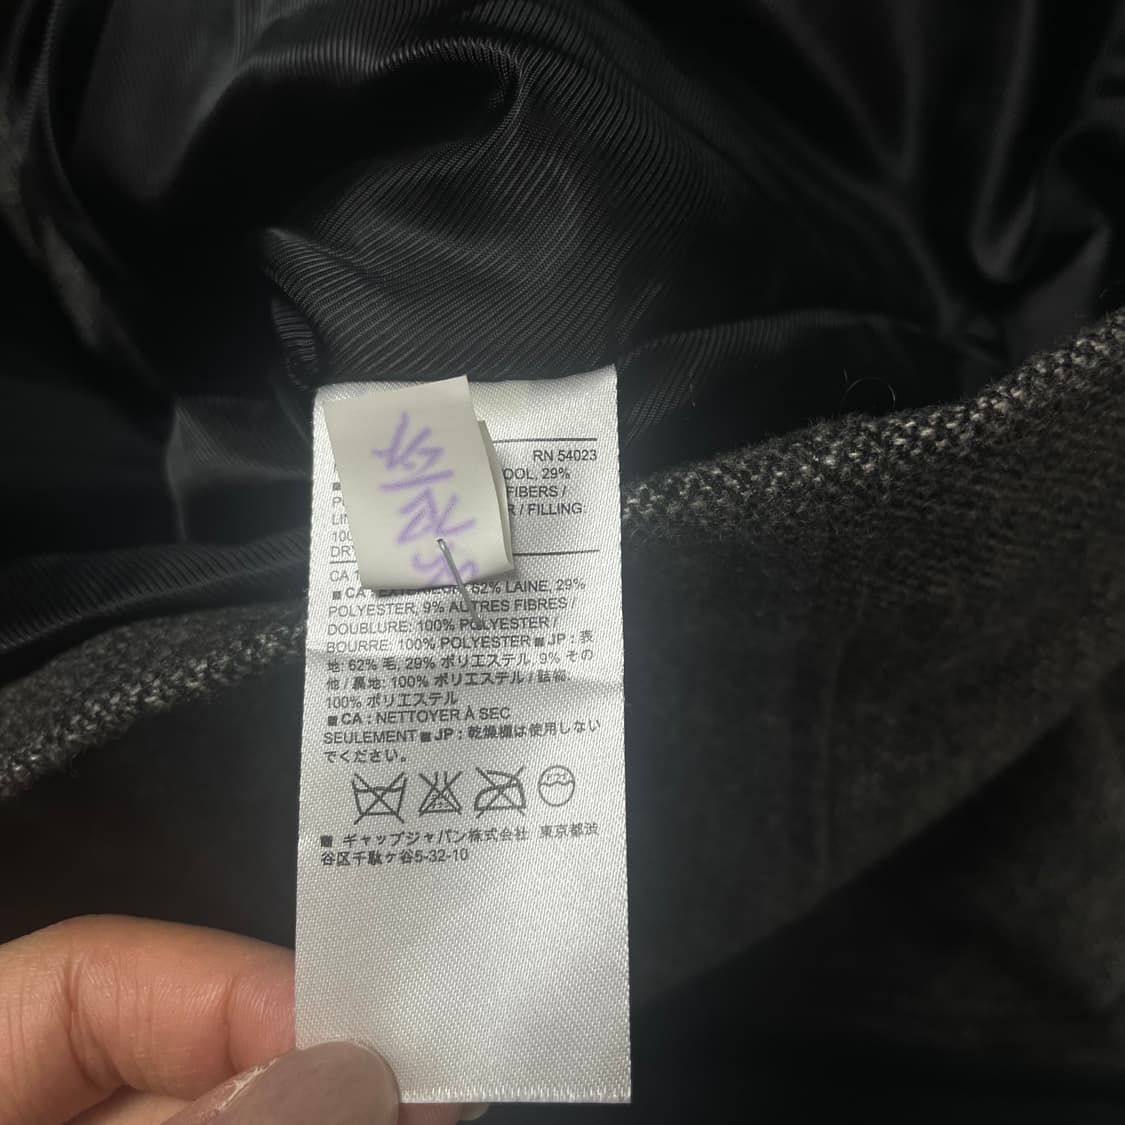 RN 54023
OOL, 29%
FIBERS /
R / FILLING:
LIN
100
DRY
CA 1
■ CA 62% LAINE, 29%
POLYESTER, 9% AUTRES FIBRES /
DOUBLURE: 100% POLYESTER /
BOURRE: 100% POLYESTER ■ JP : 表
地: 62% 毛, 29% ポリエステル, 9% その
他 / 裏地: 100% ポリエステル / 詰物:
100% ポリエステル
■ CA : NETTOYER À SEC
SEULEMENT ■ JP : 乾燥機は使用しない
でください。
■ ギャップジャパン株式会社 東京都渋
谷区千駄ケ谷5-32-10